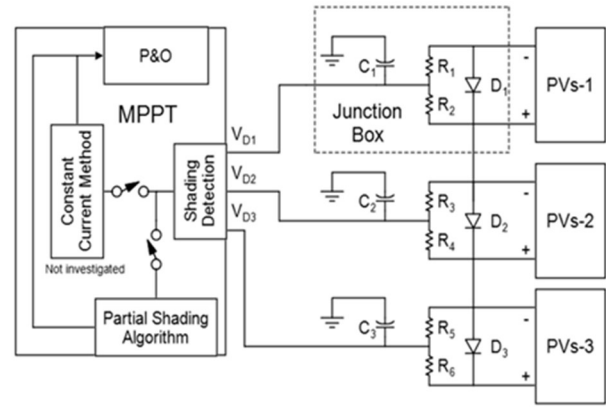 P&O
MPPT
Constant
Current Method
Not investigated
Partial Shading
Algorithm
Shading
Detection
VD1
VD2
VD3
C1
R1
R2
D1
Junction
Box
-
+
PVs-1
C2
R3
R4
D2
-
+
PVs-2
C3
R5
R6
D3
-
+
PVs-3